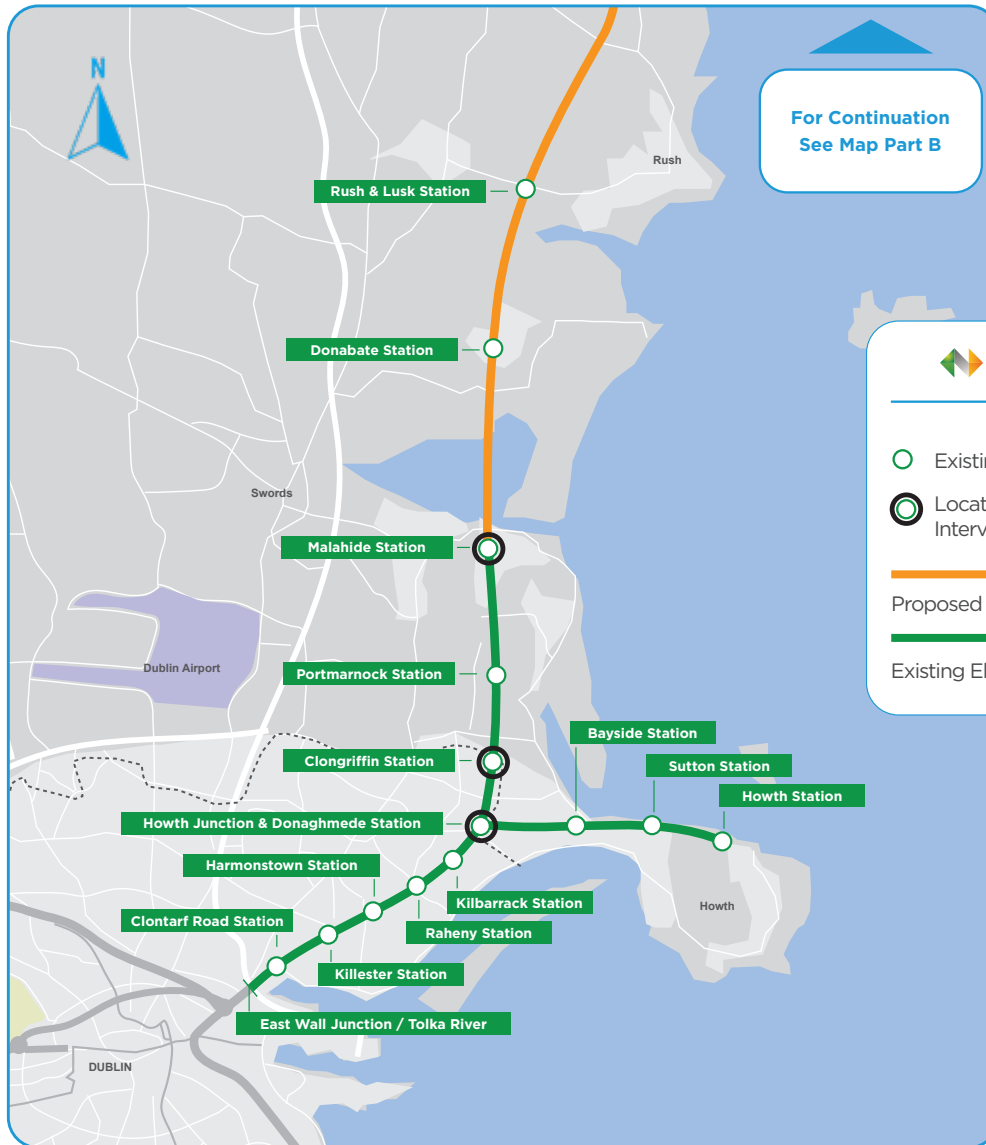 N
For Continuation
See Map Part B
Rush
Rush & Lusk Station
Donabate Station
Existin
Locat
Interv
Swords
Malahide Station
Proposed
Dublin Airport
Portmarnock Station
Existing El
Bayside Station
Clongriffin Station
Sutton Station
Howth Station
Howth Junction & Donaghmede Station
Harmonstown Station
Kilbarrack Station
Howth
Clontarf Road Station
Raheny Station
Killester Station
East Wall Junction / Tolka River
DUBLIN